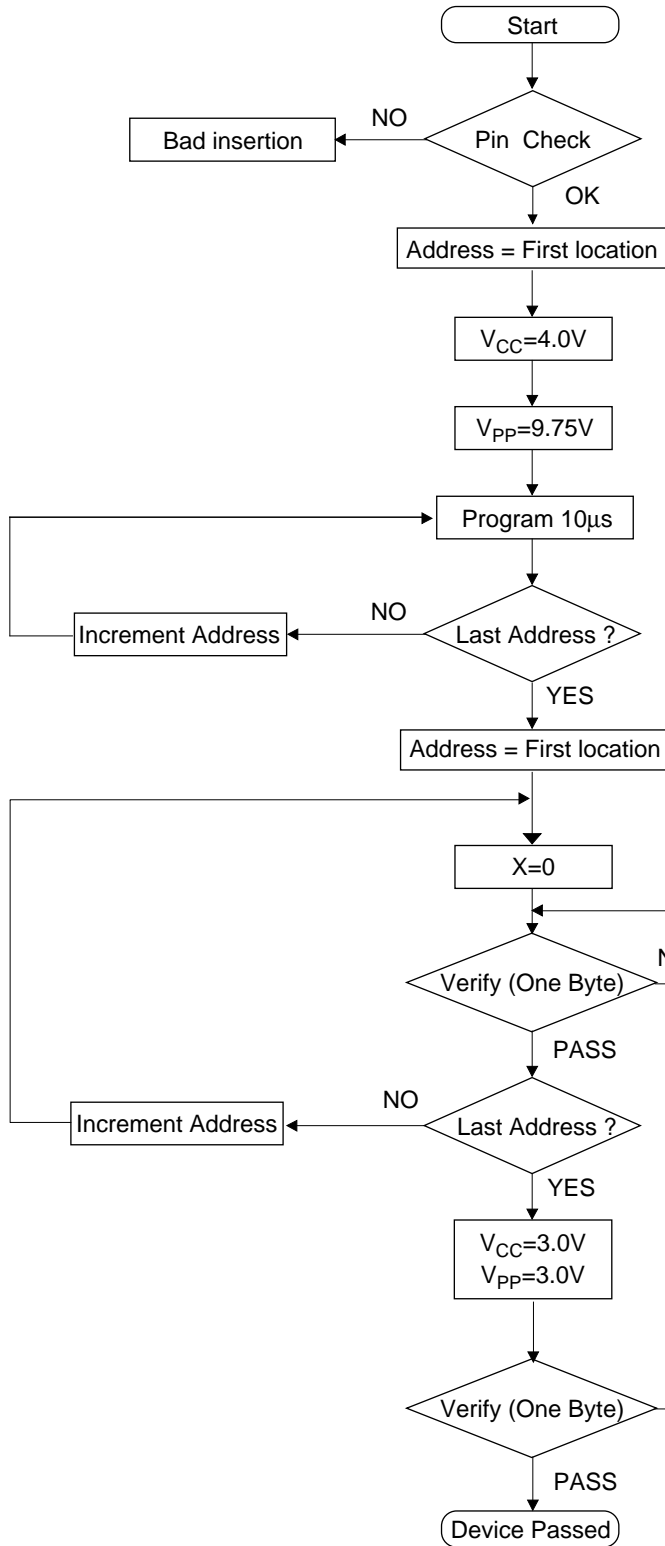 Start
Pin Check
NO
Bad insertion
OK
Address = First location
VCC=4.0V
VPP=9.75V
Program 10µs
Last Address ?
NO
Increment Address
YES
Address = First location
X=0
Verify (One Byte)
PASS
Last Address ?
NO
Increment Address
YES
VCC=3.0V
VPP=3.0V
Verify (One Byte)
PASS
Device Passed